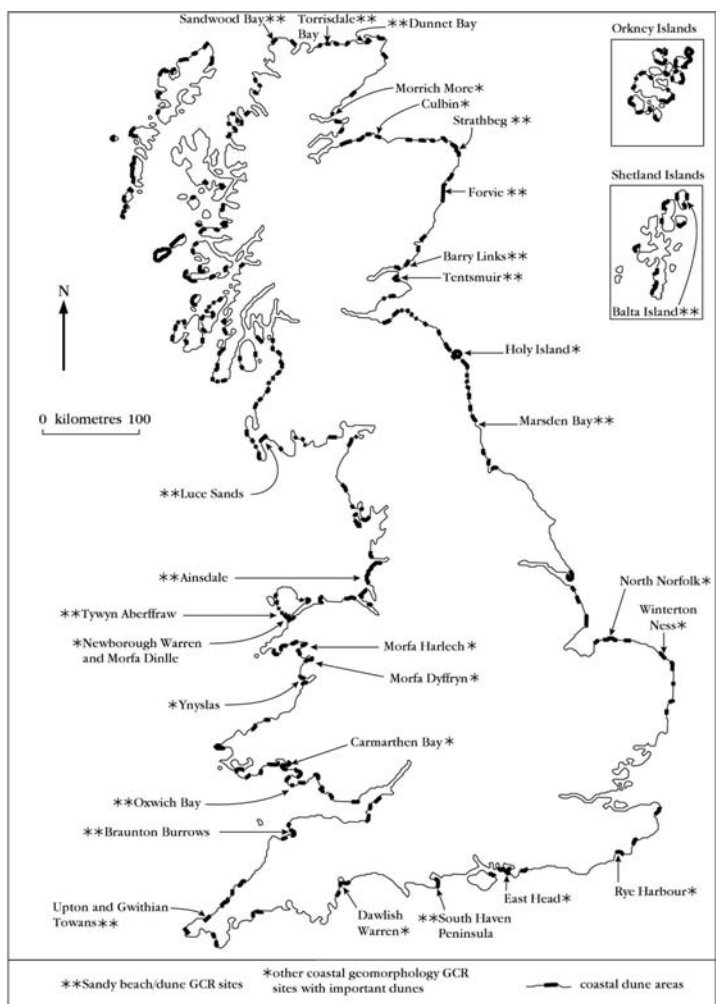 Sandwood Bay** Torrisdale** **Dunnet Bay
Bay
Orkney Islands
Morrich More*
Culbin*
Strathbeg **
Shetland Islands
Forvie **
Barry Links**
Tentsmuir**
Balta Island**
N
Holy Island*
0 kilometres 100
Marsden Bay**
**Luce Sands
**Ainsdale
North Norfolk*
Winterton
Ness*
**Tywyn Aberffraw
*Newborough Warren
and Morfa Dinlle
Morfa Harlech*
Morfa Dyffryn*
*Ynyslas
Carmarthen Bay*
**Oxwich Bay
**Braunton Burrows
Upton and Gwithian
Towans**
Dawlish
Warren*
**South Haven
Peninsula
East Head*
Rye Harbour*
**Sandy beach/dune GCR sites
*other coastal geomorphology GCR
sites with important dunes
coastal dune areas